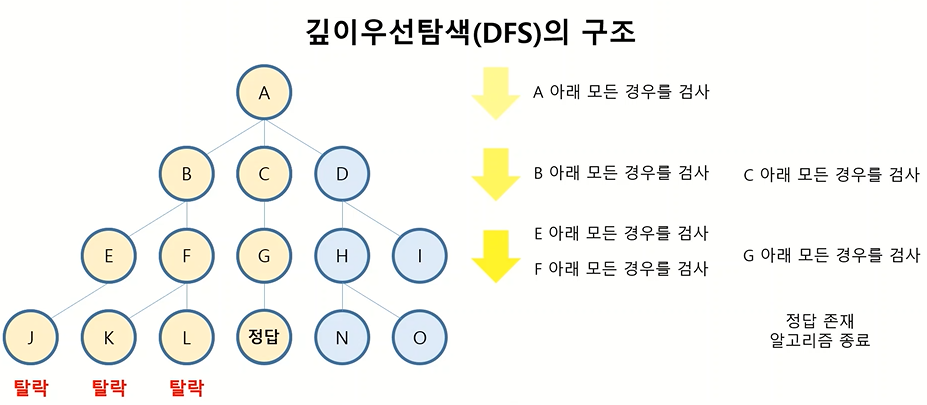 깊이우선탐색(DFS)의 구조
A
A 아래 모든 경우를 검사
B
C
D
B 아래 모든 경우를 검사
C 아래 모든 경우를 검사
E
F
G
H
I
E 아래 모든 경우를 검사
F 아래 모든 경우를 검사
G 아래 모든 경우를 검사
J
K
L
정답
N
O
정답 존재
알고리즘 종료
탈락
탈락
탈락